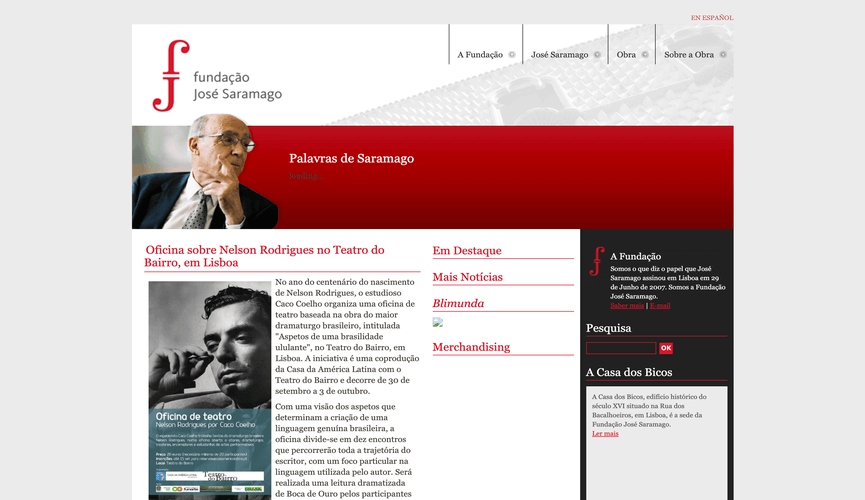 EN ESPAÑOL
fundação
José Saramago
A Fundação
José Saramago
Obra
Sobre a Obra
Palavras de Saramago
Oficina sobre Nelson Rodrigues no Teatro do
Bairro, em Lisboa
No ano do centenário do nascimento
de Nelson Rodrigues, o estudioso
Caco Coelho organiza uma oficina de
teatro baseada na obra do maior
dramaturgo brasileiro, intitulada
"Aspetos de uma brasilidade
ululante", no Teatro do Bairro, em
Lisboa. A iniciativa é uma coprodução
da Casa da América Latina com o
Teatro do Bairro e decorre de 30 de
setembro a 3 de outubro.
Com uma visão dos aspetos que
determinam a criação de uma
linguagem genuína brasileira, a
oficina divide-se em dez encontros
que percorrerão toda a trajetória do
escritor, com um foco particular na
linguagem utilizada pelo autor. Será
realizada uma leitura dramatizada
de Boca de Ouro pelos participantes
Oficina de teatro
Nelson Rodrigues por Caco Coelho
Teatro
do Bairro
Em Destaque
Mais Notícias
Blimunda
Merchandising
A Fundação
Somos o que diz o papel que José
Saramago assinou em Lisboa em 29
de Junho de 2007. Somos a Fundação
José Saramago.
Saber mais | E-mail
Pesquisa
OK
A Casa dos Bicos
A Casa dos Bicos, edifício histórico do
século XVI situado na Rua dos
Bacalhoeiros, em Lisboa, é a sede da
Fundação José Saramago.
Ler mais